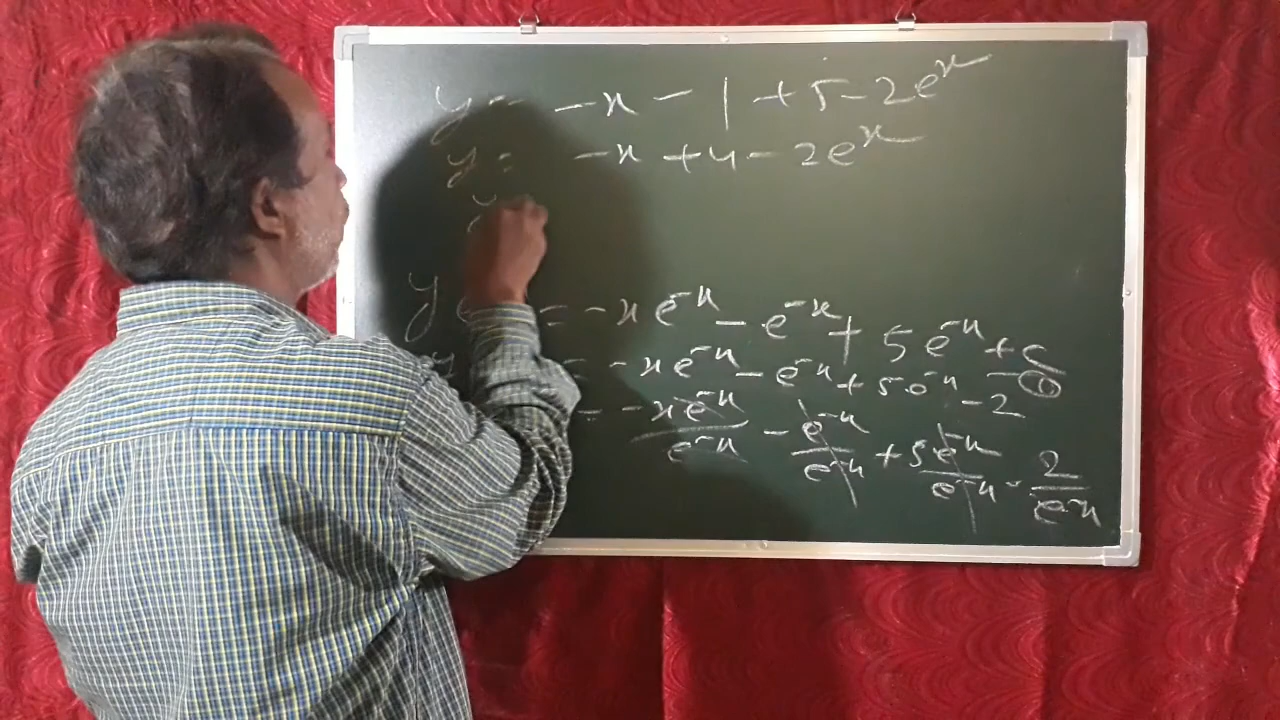 y = -x - 1 + 5 - 2e^x
y = -x + 4 - 2e^x
y
y = -xe^-x - e^-x + 5e^-x + c
y = -xe^-x - e^-x + 5e^-x - 2
= -xe^-x/e^-x - e^-x/e^-x + 5e^-x/e^-x - 2/e^-x